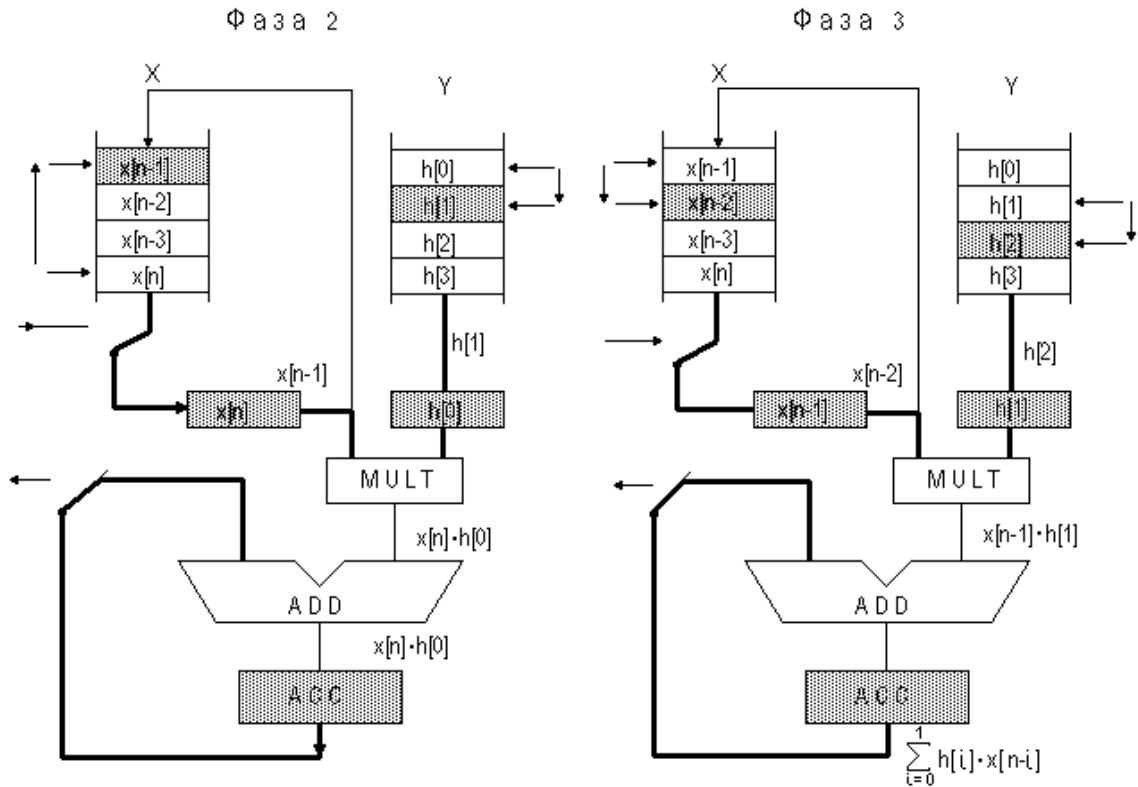 Фаза 2
X
Y
x[n-1]
x[n-2]
x[n-3]
x[n]
h[0]
h[1]
h[2]
h[3]
h[1]
x[n-1]
x[n]
h[0]
MULT
x[n]·h[0]
ADD
x[n]·h[0]
ACC
Фаза 3
X
Y
x[n-1]
x[n-2]
x[n-3]
x[n]
h[0]
h[1]
h[2]
h[3]
h[2]
x[n-2]
x[n-1]
h[1]
MULT
x[n-1]·h[1]
ADD
ACC
1
∑ h[i]·x[n-i]
i=0